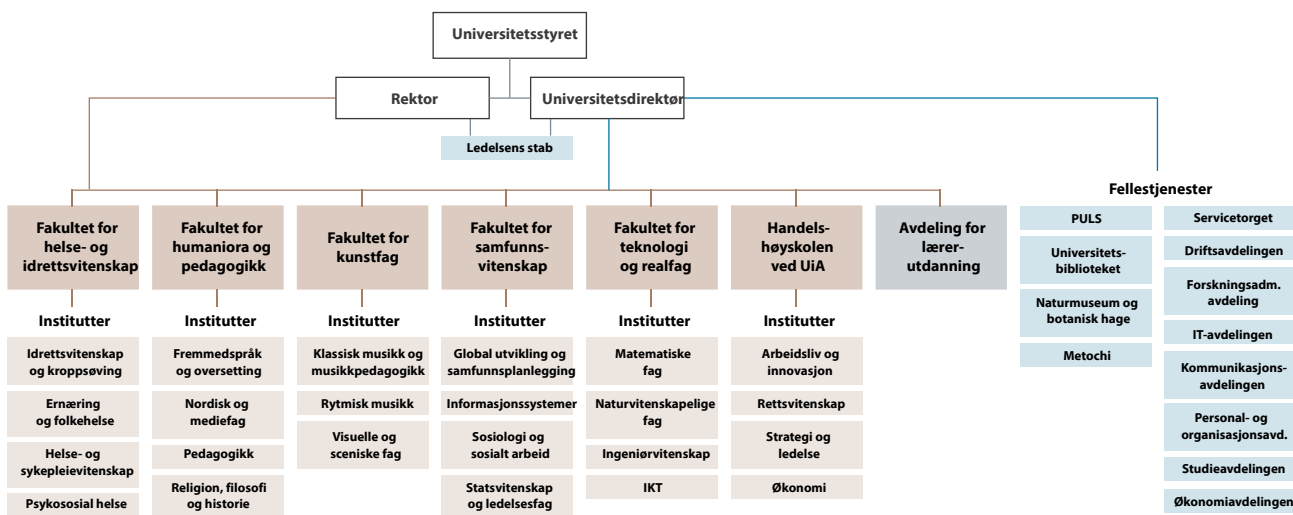 Universitetsstyret
Rektor
Universitetsdirektør
Ledelsens stab
Fakultet for
helse- og
idrettsvitenskap
Institutter
Idrettsvitenskap
og kroppsøving
Ernæring
og folkehelse
Helse- og
sykepleievitenskap
Psykososial helse
Fakultet for
humaniora og
pedagogikk
Institutter
Fremmedspråk
og oversetting
Nordisk og
mediefag
Pedagogikk
Religion, filosofi
og historie
Fakultet for
kunstfag
Institutter
Klassisk musikk og
musikkpedagogikk
Rytmisk musikk
Visuelle og
sceniske fag
Fakultet for
samfunns-
vitenskap
Institutter
Global utvikling og
samfunnsplanlegging
Informasjonssystemer
Sosiologi og
sosialt arbeid
Statsvitenskap
og ledelsesfag
Fakultet for
teknologi
og realfag
Institutter
Matematiske
fag
Naturvitenskapelige
fag
Ingeniørvitenskap
IKT
Handels-
høyskolen
ved UiA
Institutter
Arbeidsliv og
innovasjon
Rettsvitenskap
Strategi og
ledelse
Økonomi
Avdeling for
lærer-
utdanning
Fellestjenester
PULS
Universitets-
biblioteket
Naturmuseum og
botanisk hage
Metochi
Servicetorget
Driftsavdelingen
Forskningsadm.
avdeling
IT-avdelingen
Kommunikasjons-
avdelingen
Personal- og
organisasjonsavd.
Studieavdelingen
Økonomiavdelingen